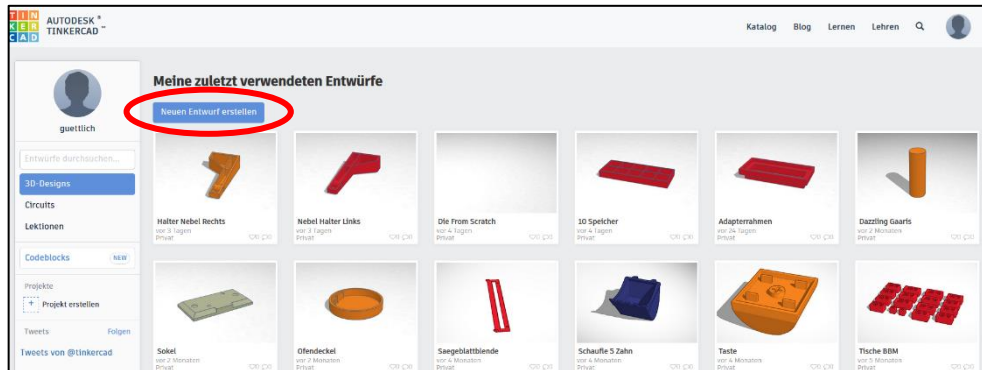 TIN
KER
CAD
AUTODESK®
TINKERCAD™
Katalog Blog Lernen Lehren
guettlich
Entwürfe durchsuchen...
3D-Designs
Circuits
Lektionen
Codeblocks NEW
Projekte
+ Projekt erstellen
Tweets Folgen
Tweets von @tinkercad
Meine zuletzt verwendeten Entwürfe
Neuen Entwurf erstellen
Halter Nebel Rechts
vor 3 Tagen
Privat
Nebel Halter Links
vor 3 Tagen
Privat
Die From Scratch
vor 4 Tagen
Privat
10 Speicher
vor 4 Tagen
Privat
Adapterrahmen
vor 24 Tagen
Privat
Dazzling Gaaris
vor 2 Monaten
Privat
Sokel
vor 2 Monaten
Privat
Ofendeckel
vor 2 Monaten
Privat
Saegeblattblende
vor 4 Monaten
Privat
Schaufle 5 Zahn
vor 4 Monaten
Privat
Taste
vor 4 Monaten
Privat
Tische BBM
vor 5 Monaten
Privat